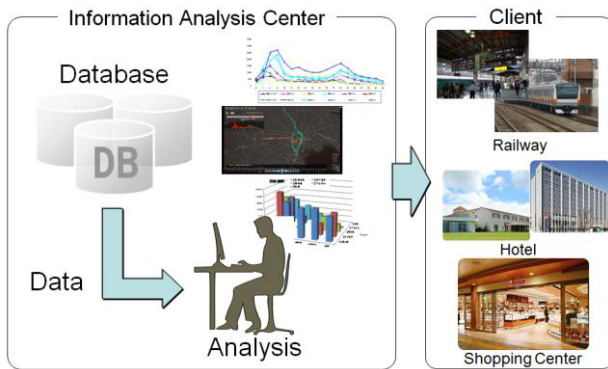 Information Analysis Center
Database
DB
Data
Analysis
Client
Railway
Hotel
Shopping Center